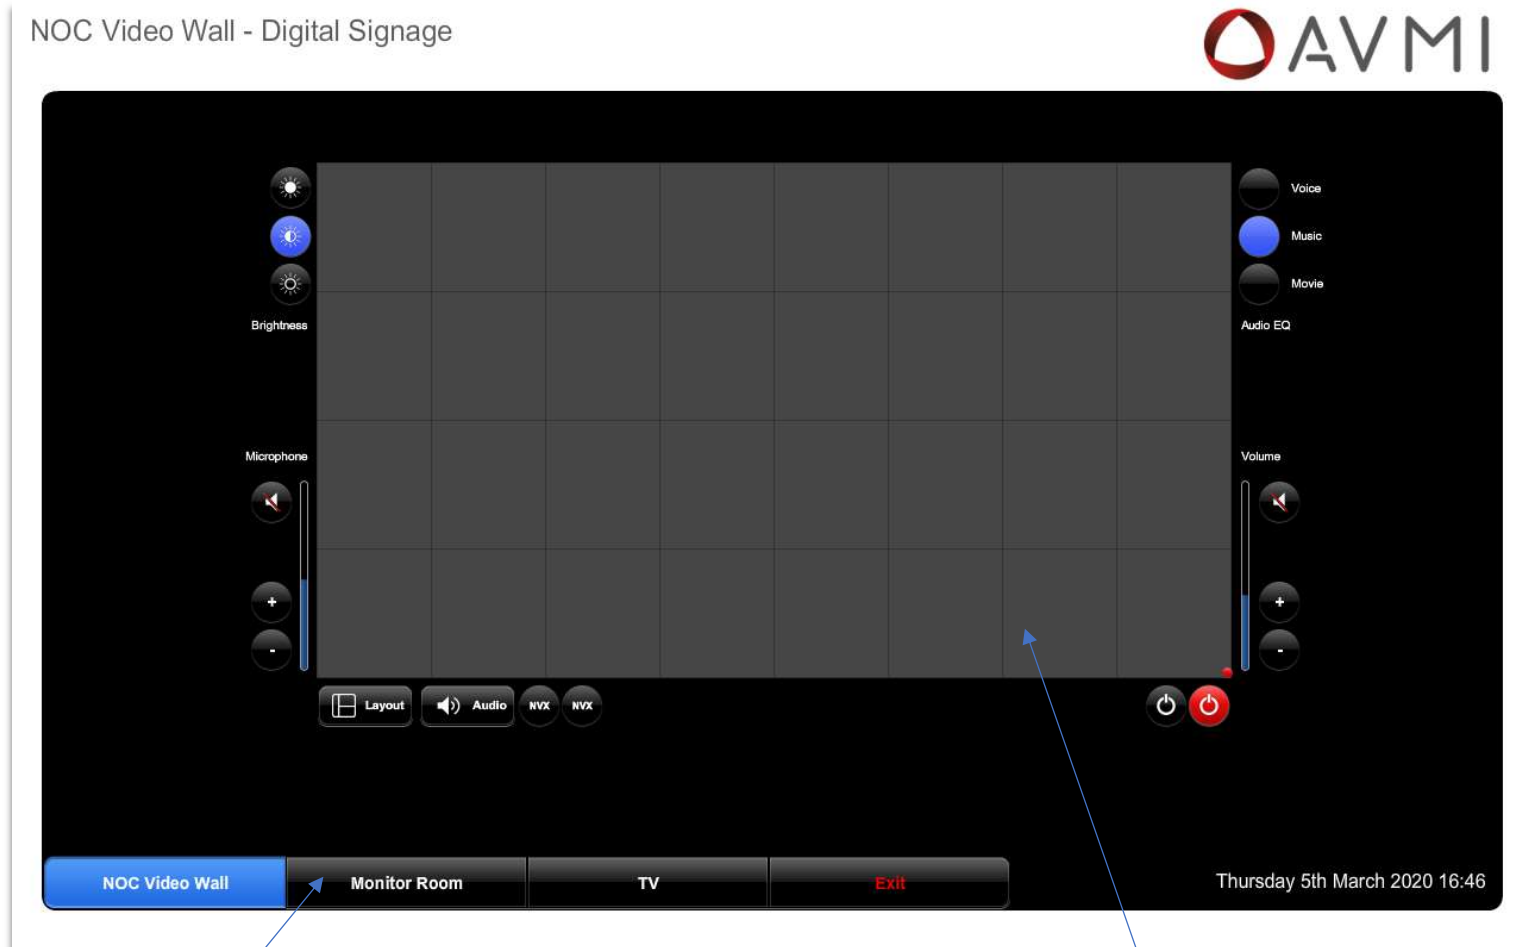 NOC Video Wall - Digital Signage
AVMI
Voice
Music
Movie
Brightness
Audio EQ
Microphone
Volume
+
+
-
-
Layout
Audio
NVX
NVX
NOC Video Wall
Monitor Room
TV
Exit
Thursday 5th March 2020 16:46